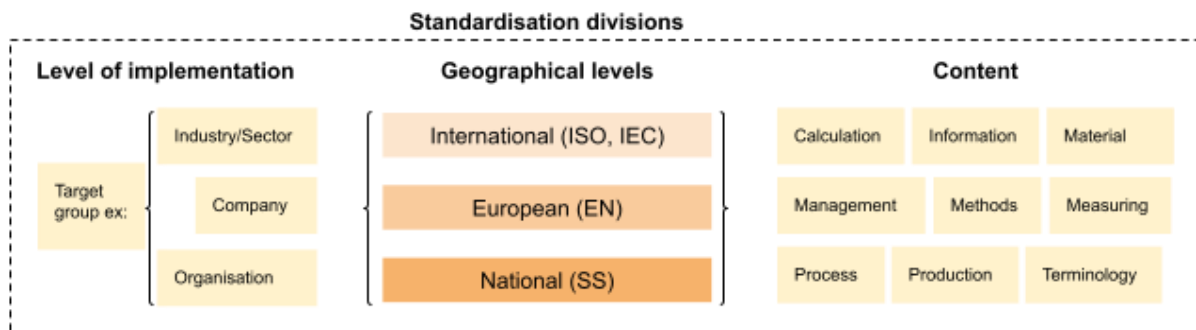 Standardisation divisions
Level of implementation
Geographical levels
Content
Target
group ex:
Industry/Sector
Company
Organisation
International (ISO, IEC)
European (EN)
National (SS)
Calculation
Information
Material
Management
Methods
Measuring
Process
Production
Terminology